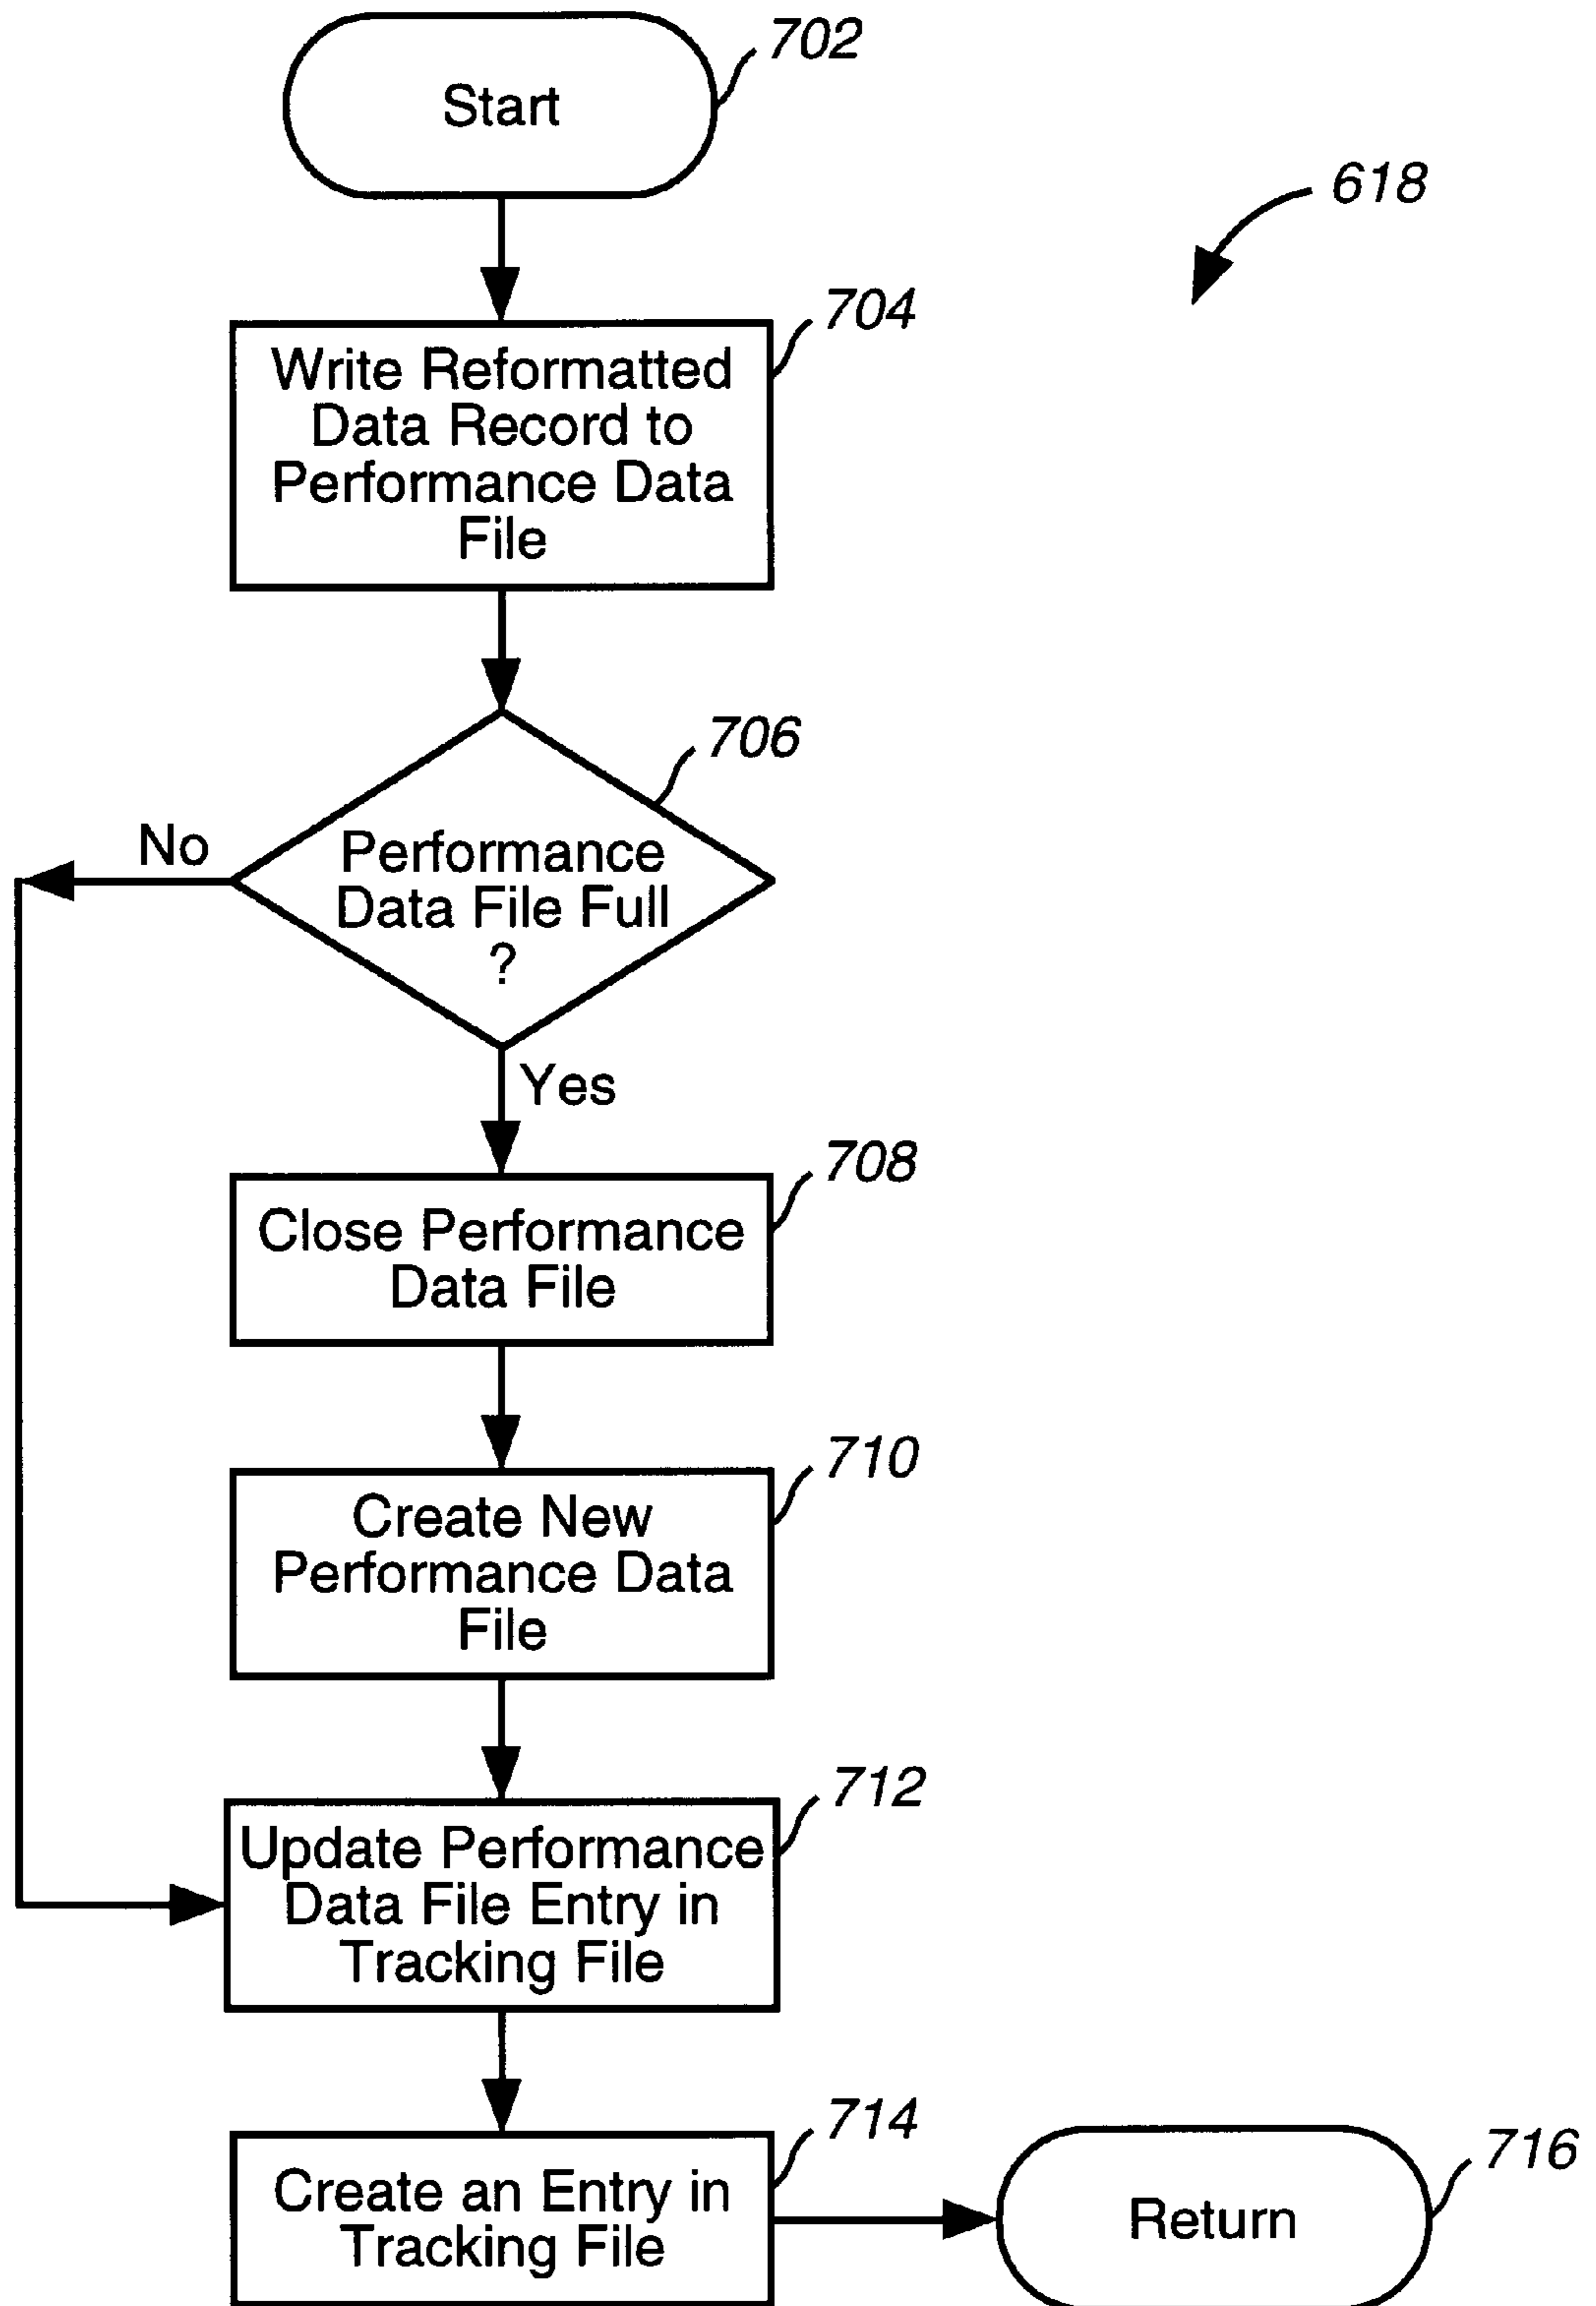 702
Start
618
704
Write Reformatted
Data Record to
Performance Data
File
706
No
Performance
Data File Full
?
Yes
708
Close Performance
Data File
710
Create New
Performance Data
File
712
Update Performance
Data File Entry in
Tracking File
714
Create an Entry in
Tracking File
716
Return